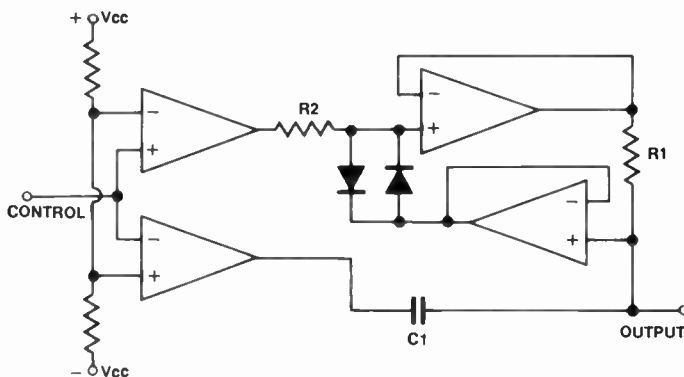 + Vcc
R2
-
+
-
+
R1
CONTROL
-
+
-
+
C1
OUTPUT
- Vcc